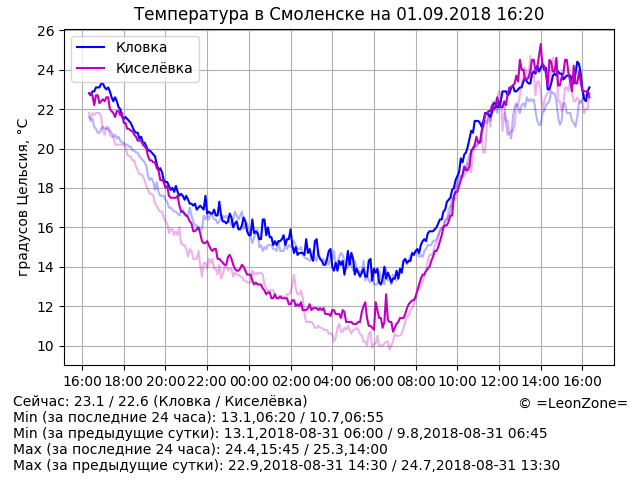 Температура в Смоленске на 01.09.2018 16:20
градусов Цельсия, °C
26
24
22
20
18
16
14
12
10
Кловка
Киселёвка
16:00 18:00 20:00 22:00 00:00 02:00 04:00 06:00 08:00 10:00 12:00 14:00 16:00
Сейчас: 23.1 / 22.6 (Кловка / Киселёвка)
© =LeonZone=
Min (за последние 24 часа): 13.1,06:20 / 10.7,06:55
Min (за предыдущие сутки): 13.1,2018-08-31 06:00 / 9.8,2018-08-31 06:45
Max (за последние 24 часа): 24.4,15:45 / 25.3,14:00
Max (за предыдущие сутки): 22.9,2018-08-31 14:30 / 24.7,2018-08-31 13:30